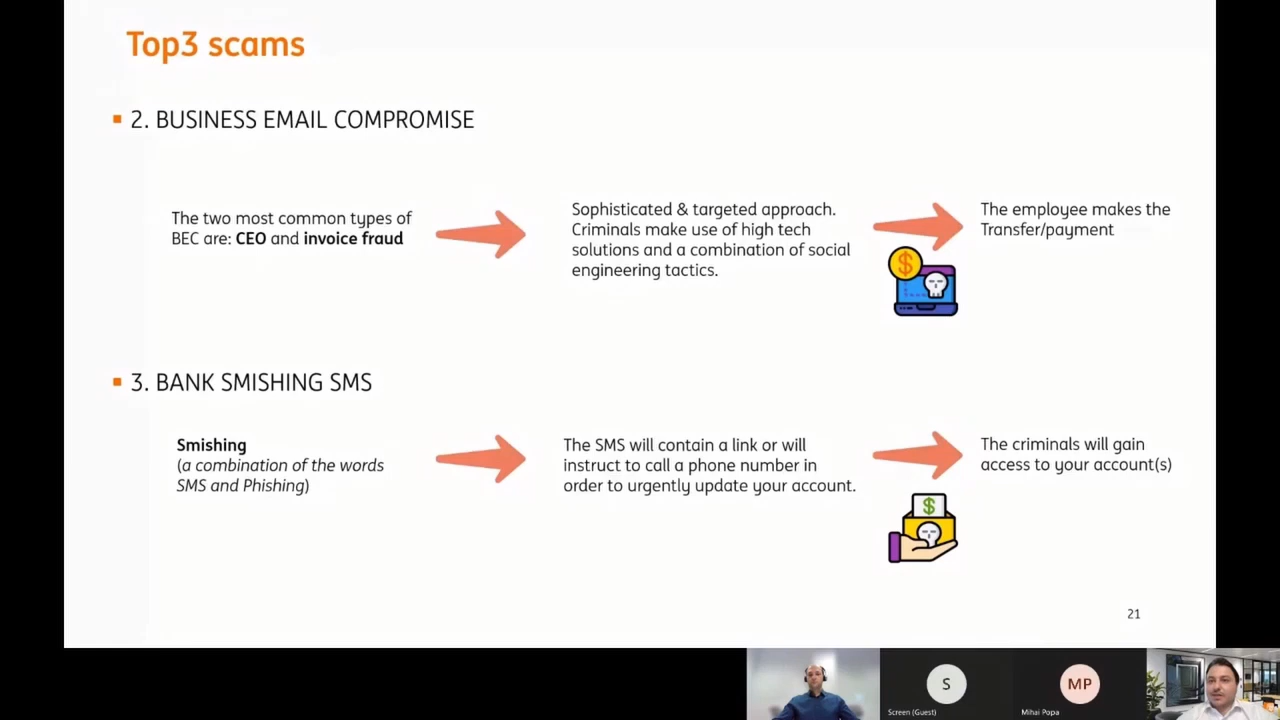 Top3 scams
2. BUSINESS EMAIL COMPROMISE
The two most common types of
BEC are: CEO and invoice fraud
Sophisticated & targeted approach.
Criminals make use of high tech
solutions and a combination of social
engineering tactics.
The employee makes the
Transfer/payment
$
3. BANK SMISHING SMS
Smishing
(a combination of the words
SMS and Phishing)
The SMS will contain a link or will
instruct to call a phone number in
order to urgently update your account.
The criminals will gain
access to your account(s)
$
21
S
Screen (Guest)
MP
Mihai Popa